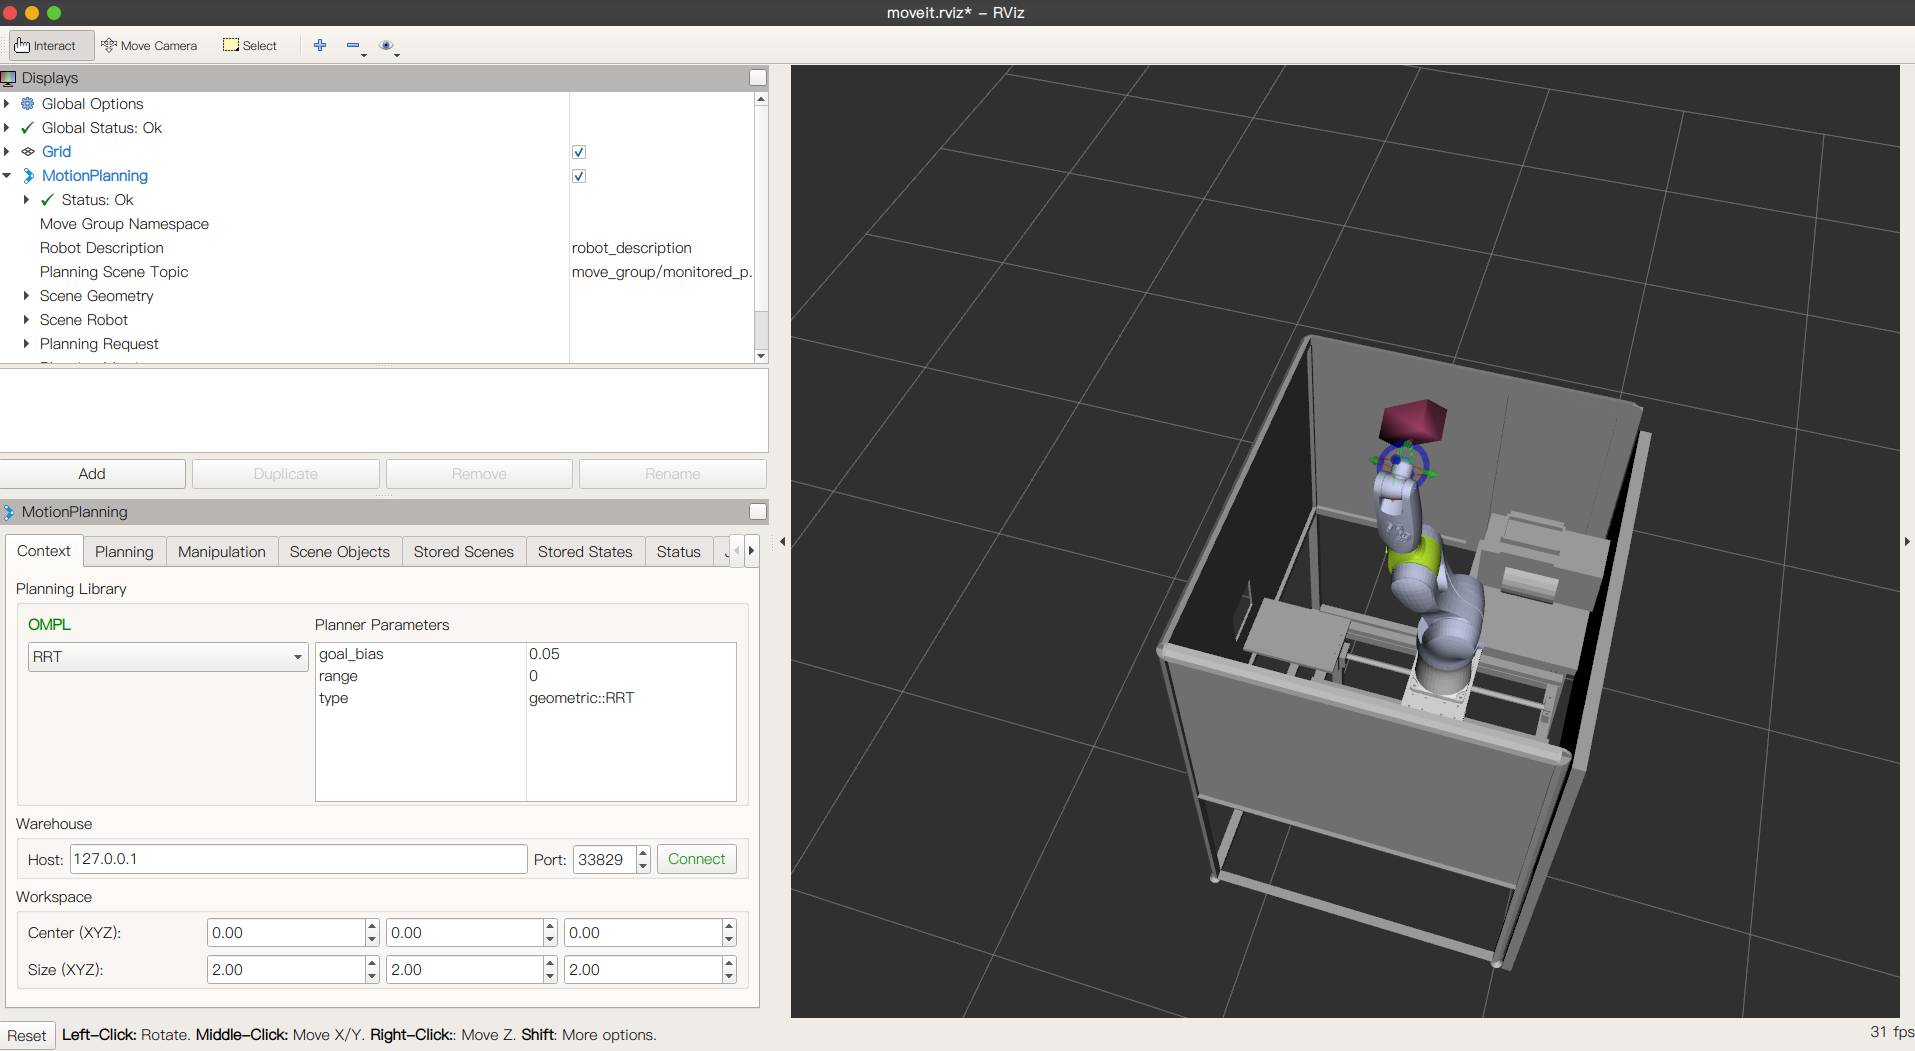 moveit.rviz* - RViz
Interact Move Camera Select
Displays
Global Options
Global Status: Ok
Grid
MotionPlanning
Status: Ok
Move Group Namespace
Robot Description robot_description
Planning Scene Topic move_group/monitored_p.
Scene Geometry
Scene Robot
Planning Request
Add Duplicate Remove Rename
MotionPlanning
Context Planning Manipulation Scene Objects Stored Scenes Stored States Status
Planning Library
OMPL Planner Parameters
RRT
goal_bias 0.05
range 0
type geometric::RRT
Warehouse
Host: 127.0.0.1 Port: 33829 Connect
Workspace
Center (XYZ): 0.00 0.00 0.00
Size (XYZ): 2.00 2.00 2.00
Reset Left-Click: Rotate. Middle-Click: Move X/Y. Right-Click:: Move Z. Shift: More options. 31 fps